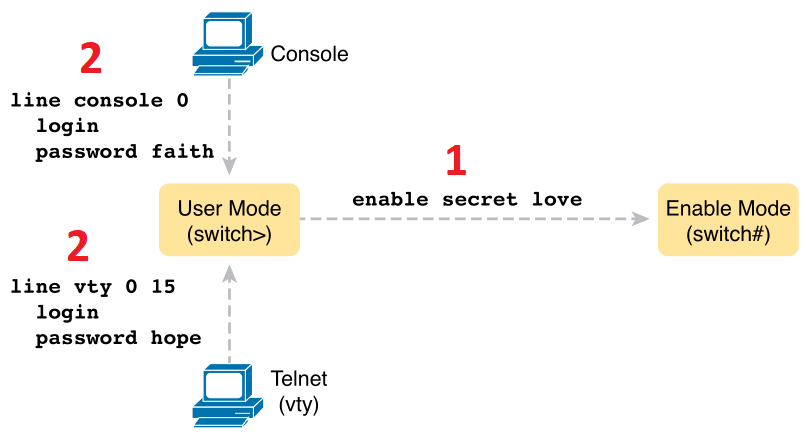 2
Console
line console 0
login
password faith
1
enable secret love
User Mode
(switch>)
Enable Mode
(switch#)
2
line vty 0 15
login
password hope
Telnet
(vty)